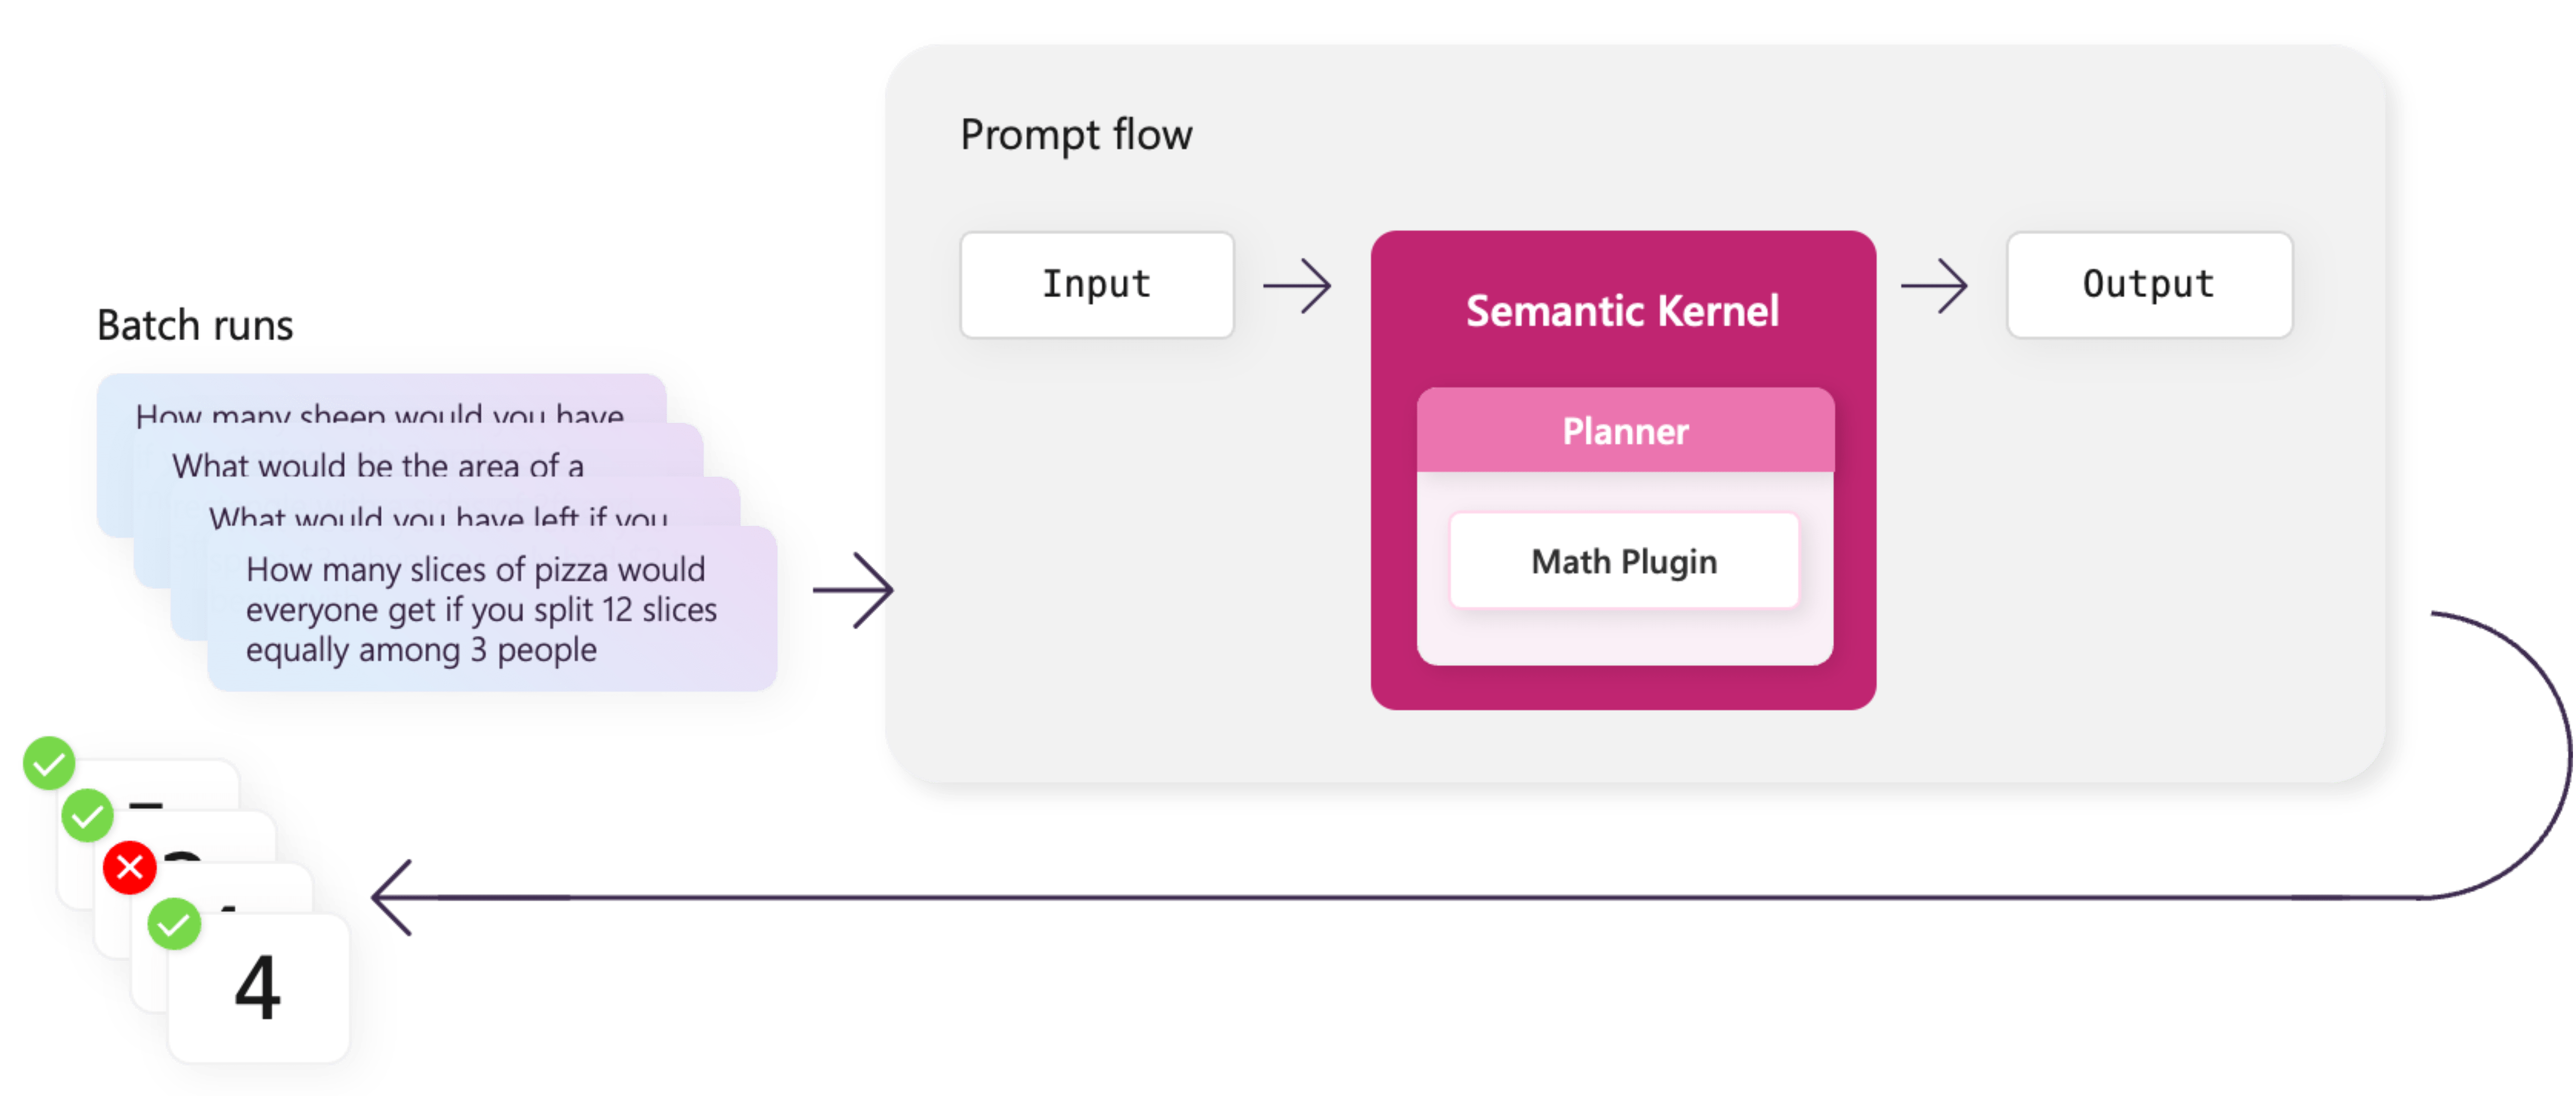 Prompt flow
Input
Output
Semantic Kernel
Planner
Math Plugin
Batch runs
How many sheep would you have
What would be the area of a
What would you have left if you
How many slices of pizza would
everyone get if you split 12 slices
equally among 3 people
4